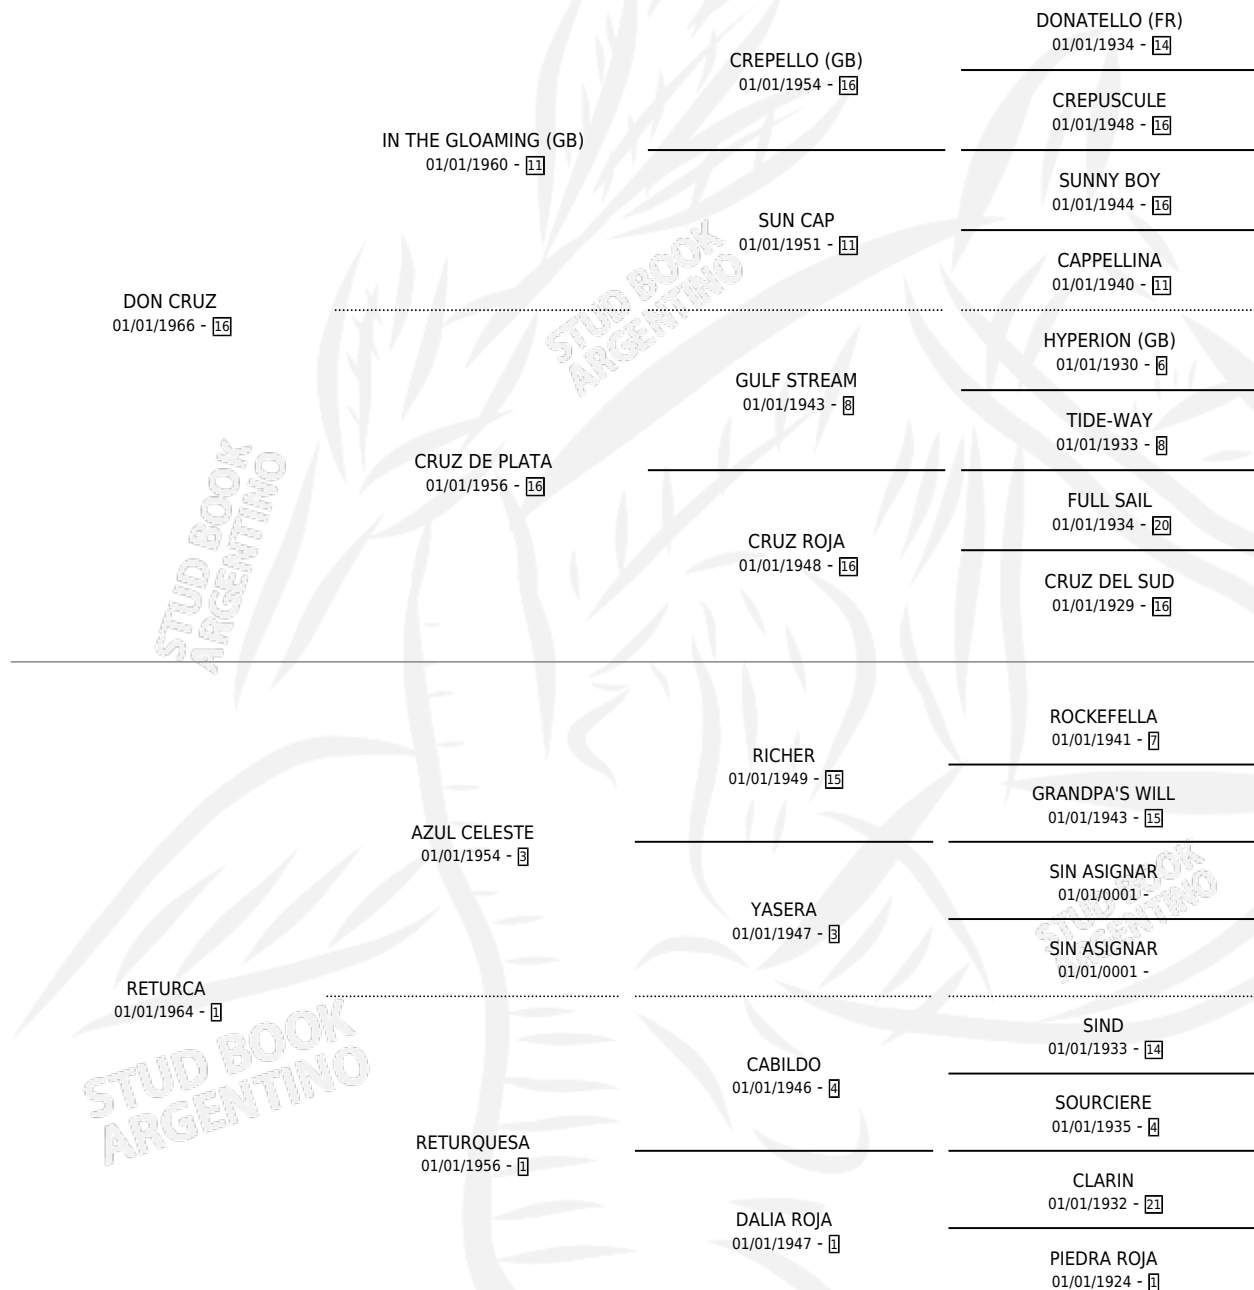 DONATELLO (FR)
01/01/1934 - 14
CREPELLO (GB)
01/01/1954 - 16
CREPUSCULE
01/01/1948 - 16
IN THE GLOAMING (GB)
01/01/1960 - 11
SUNNY BOY
01/01/1944 - 16
SUN CAP
01/01/1951 - 11
CAPPELLINA
01/01/1940 - 11
DON CRUZ
01/01/1966 - 16
HYPERION (GB)
01/01/1930 - 6
GULF STREAM
01/01/1943 - 8
TIDE-WAY
01/01/1933 - 8
CRUZ DE PLATA
01/01/1956 - 16
FULL SAIL
01/01/1934 - 20
CRUZ ROJA
01/01/1948 - 16
CRUZ DEL SUD
01/01/1929 - 16
ROCKEFELLA
01/01/1941 - 7
RICHER
01/01/1949 - 15
GRANDPA'S WILL
01/01/1943 - 15
AZUL CELESTE
01/01/1954 - 3
SIN ASIGNAR
01/01/0001 -
YASERA
01/01/1947 - 3
SIN ASIGNAR
01/01/0001 -
RETURCA
01/01/1964 - 1
SIND
01/01/1933 - 14
CABILDO
01/01/1946 - 4
SOURCIERE
01/01/1935 - 4
RETURQUESA
01/01/1956 - 1
CLARIN
01/01/1932 - 21
DALIA ROJA
01/01/1947 - 1
PIEDRA ROJA
01/01/1924 - 1
STUD BOOK
ARGENTINO
STUD BOOK
ARGENTINO
STUD BOOK
ARGENTINO
STUD BOOK
ARGENTINO